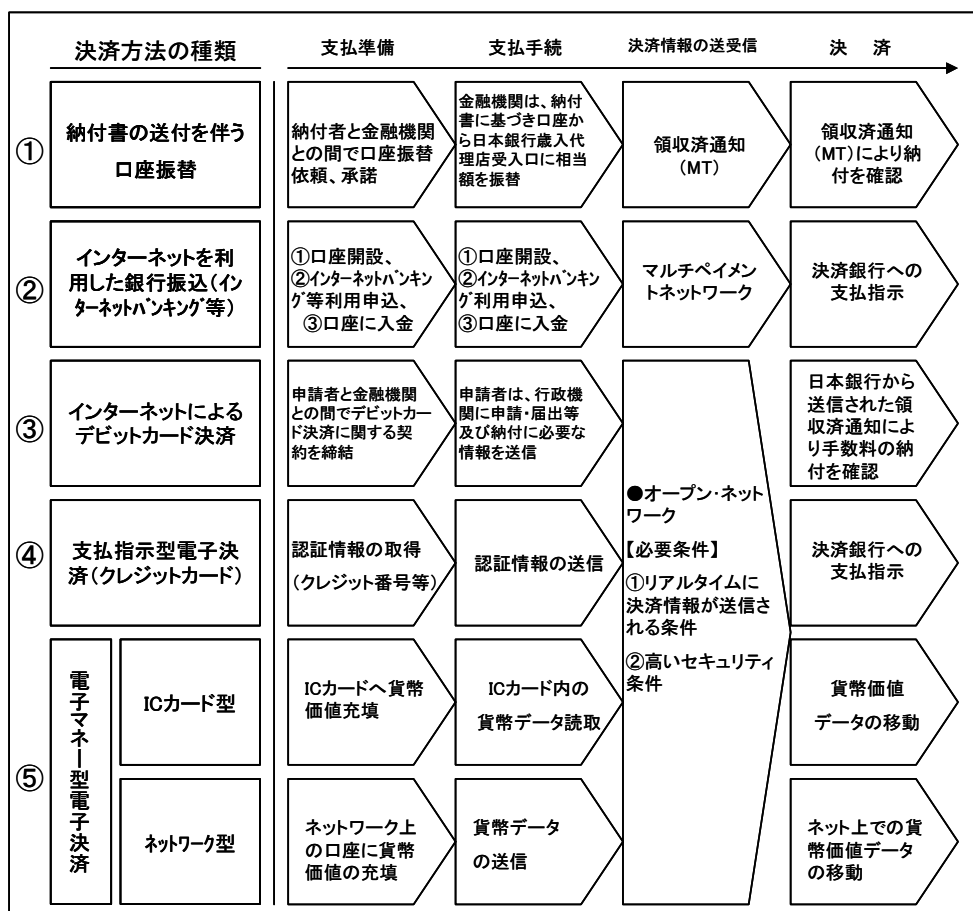 決済方法の種類
支払準備
支払手続
決済情報の送受信
決 済
①
納付書の送付を伴う
口座振替
納付者と金融機関
との間で口座振替
依頼、承諾
金融機関は、納付
書に基づき口座か
ら日本銀行歳入代
理店受入口に相当
額を振替
領収済通知
(MT)
領収済通知
(MT)により納
付を確認
②
インターネットを利
用した銀行振込(イン
ターネットバンキング等)
①口座開設、
②インターネットバンキン
グ等利用申込、
③口座に入金
①口座開設、
②インターネットバンキン
グ利用申込、
③口座に入金
マルチペイメン
トネットワーク
決済銀行への
支払指示
③
インターネットによる
デビットカード決済
申請者と金融機関
との間でデビットカー
ド決済に関する契
約を締結
申請者は、行政機
関に申請・届出等
及び納付に必要な
情報を送信
日本銀行から
送信された領
収済通知によ
り手数料の納
付を確認
●オープン・ネット
ワーク
【必要条件】
①リアルタイムに
決済情報が送信さ
れる条件
②高いセキュリティ
条件
④
支払指示型電子決
済(クレジットカード)
認証情報の取得
(クレジット番号等)
認証情報の送信
決済銀行への
支払指示
⑤
電子マネー型電子決済
ICカード型
ICカードへ貨幣
価値充填
ICカード内の
貨幣データ読取
貨幣価値
データの移動
ネットワーク型
ネットワーク上
の口座に貨幣
価値の充填
貨幣データ
の送信
ネット上での貨
幣価値データ
の移動